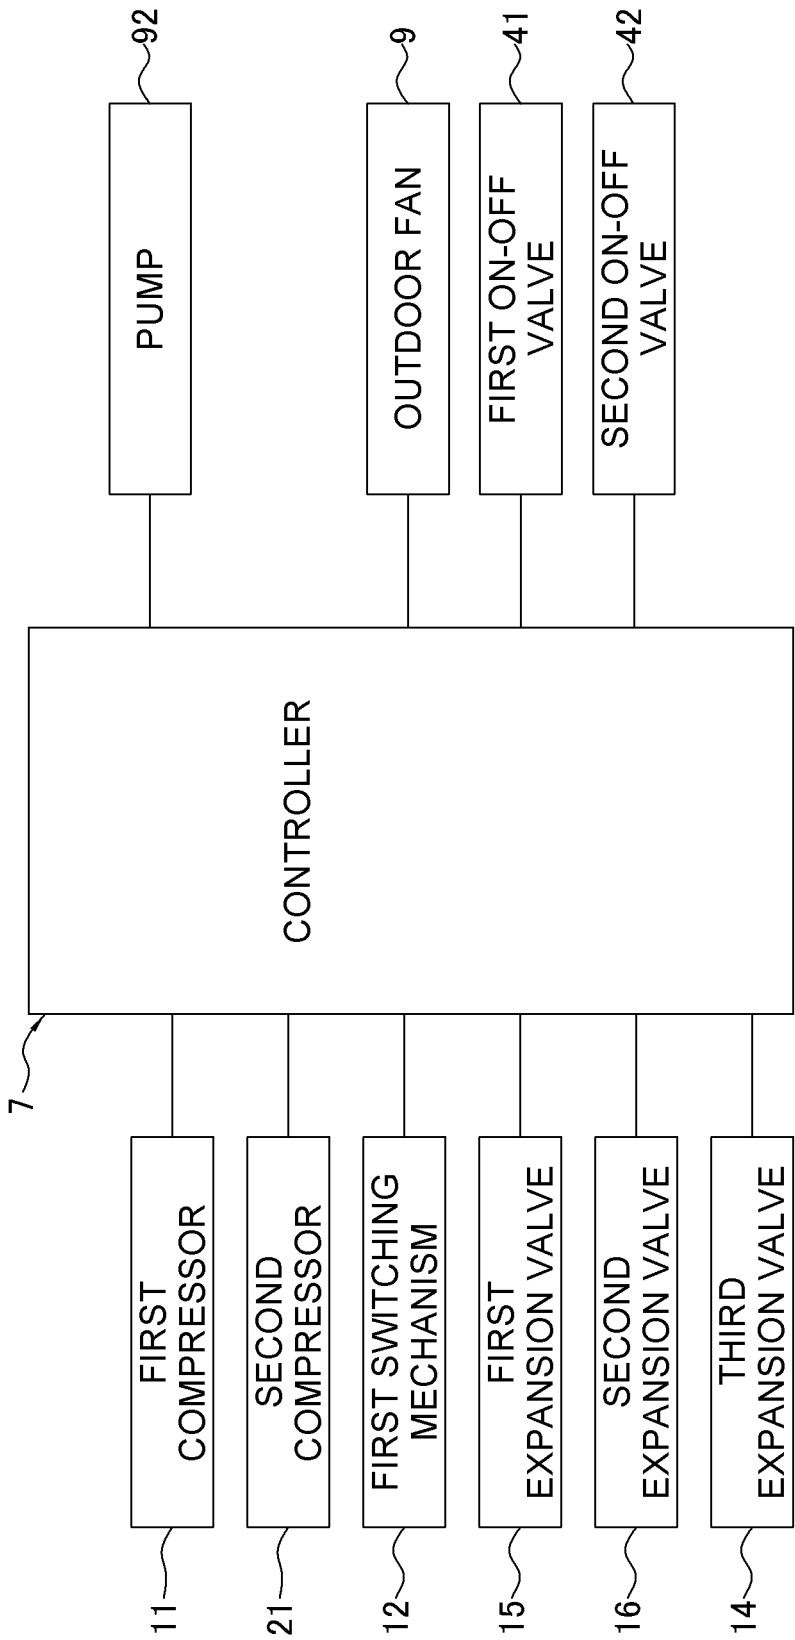 7
CONTROLLER
11
FIRST
COMPRESSOR
21
SECOND
COMPRESSOR
12
FIRST SWITCHING
MECHANISM
15
FIRST
EXPANSION VALVE
16
SECOND
EXPANSION VALVE
14
THIRD
EXPANSION VALVE
PUMP
92
OUTDOOR FAN
9
FIRST ON-OFF
VALVE
41
SECOND ON-OFF
VALVE
42